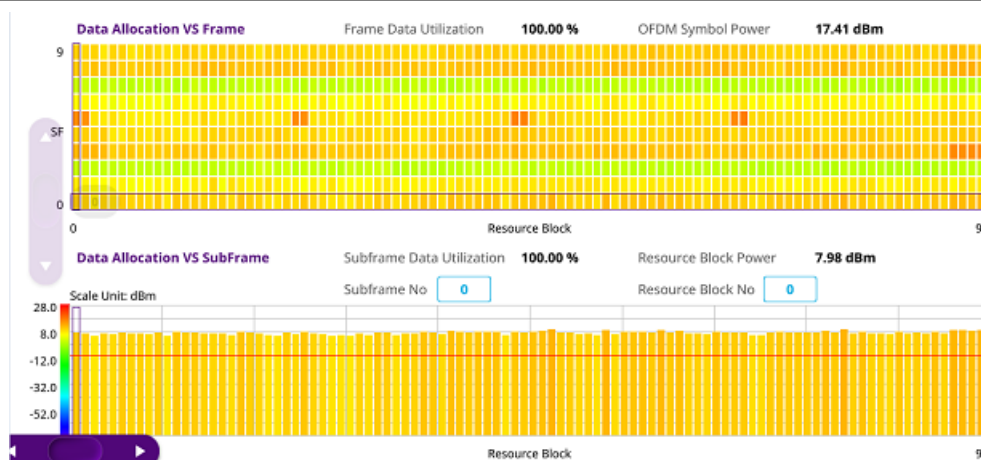 Data Allocation VS Frame Frame Data Utilization 100.00 % OFDM Symbol Power 17.41 dBm
9
SF
0
0
0 Resource Block 9
Data Allocation VS SubFrame Subframe Data Utilization 100.00 % Resource Block Power 7.98 dBm
Subframe No 0 Resource Block No 0
Scale Unit: dBm
28.0
8.0
-12.0
-32.0
-52.0
Resource Block 9